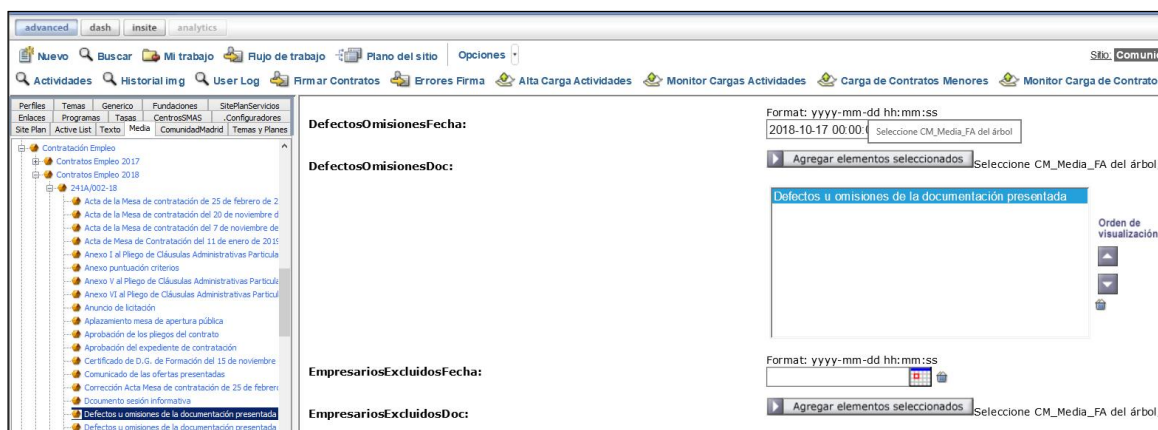 advanced dash insite analytics
Nuevo Buscar Mi trabajo Flujo de trabajo Plano del sitio Opciones Sitio: Comuni
Actividades Historial img User Log Firmar Contratos Errores Firma Alta Carga Actividades Monitor Cargas Actividades Carga de Contratos Menores Monitor Carga de Contrato
Perfiles Temas Generico Fundaciones SitePlanServicios
Enlaces Programas Tasas CentrosSMAS .Configuradores
Site Plan Active List Texto Media ComunidadMadrid Temas y Planes
Contratación Empleo
Contratos Empleo 2017
Contratos Empleo 2018
241A/002-18
Acta de la Mesa de contratación de 25 de febrero de 2
Acta de la Mesa de contratación del 20 de noviembre d
Acta de la Mesa de contratación del 7 de noviembre de
Acta de Mesa de Contratación del 11 de enero de 2019
Anexo I al Pliego de Cláusulas Administrativas Particula
Anexo puntuación criterios
Anexo V al Pliego de Cláusulas Administrativas Particula
Anexo VI al Pliego de Cláusulas Administrativas Particul
Anuncio de licitación
Aplazamiento mesa de apertura pública
Aprobación de los pliegos del contrato
Aprobación del expediente de contratación
Certificado de D.G. de Formación del 15 de noviembre
Comunicado de las ofertas presentadas
Corrección Acta Mesa de contratación de 25 de febrer
Dcoumento sesión informativa
Defectos u omisiones de la documentación presentada
Defectos u omisiones de la documentación presentada
DefectosOmisionesFecha:
Format: yyyy-mm-dd hh:mm:ss
2018-10-17 00:00:0
Seleccione CM_Media_FA del árbol
DefectosOmisionesDoc:
Agregar elementos seleccionados Seleccione CM_Media_FA del árbol
Defectos u omisiones de la documentación presentada
Orden de
visualización
EmpresariosExcluidosFecha:
Format: yyyy-mm-dd hh:mm:ss
EmpresariosExcluidosDoc:
Agregar elementos seleccionados Seleccione CM_Media_FA del árbol